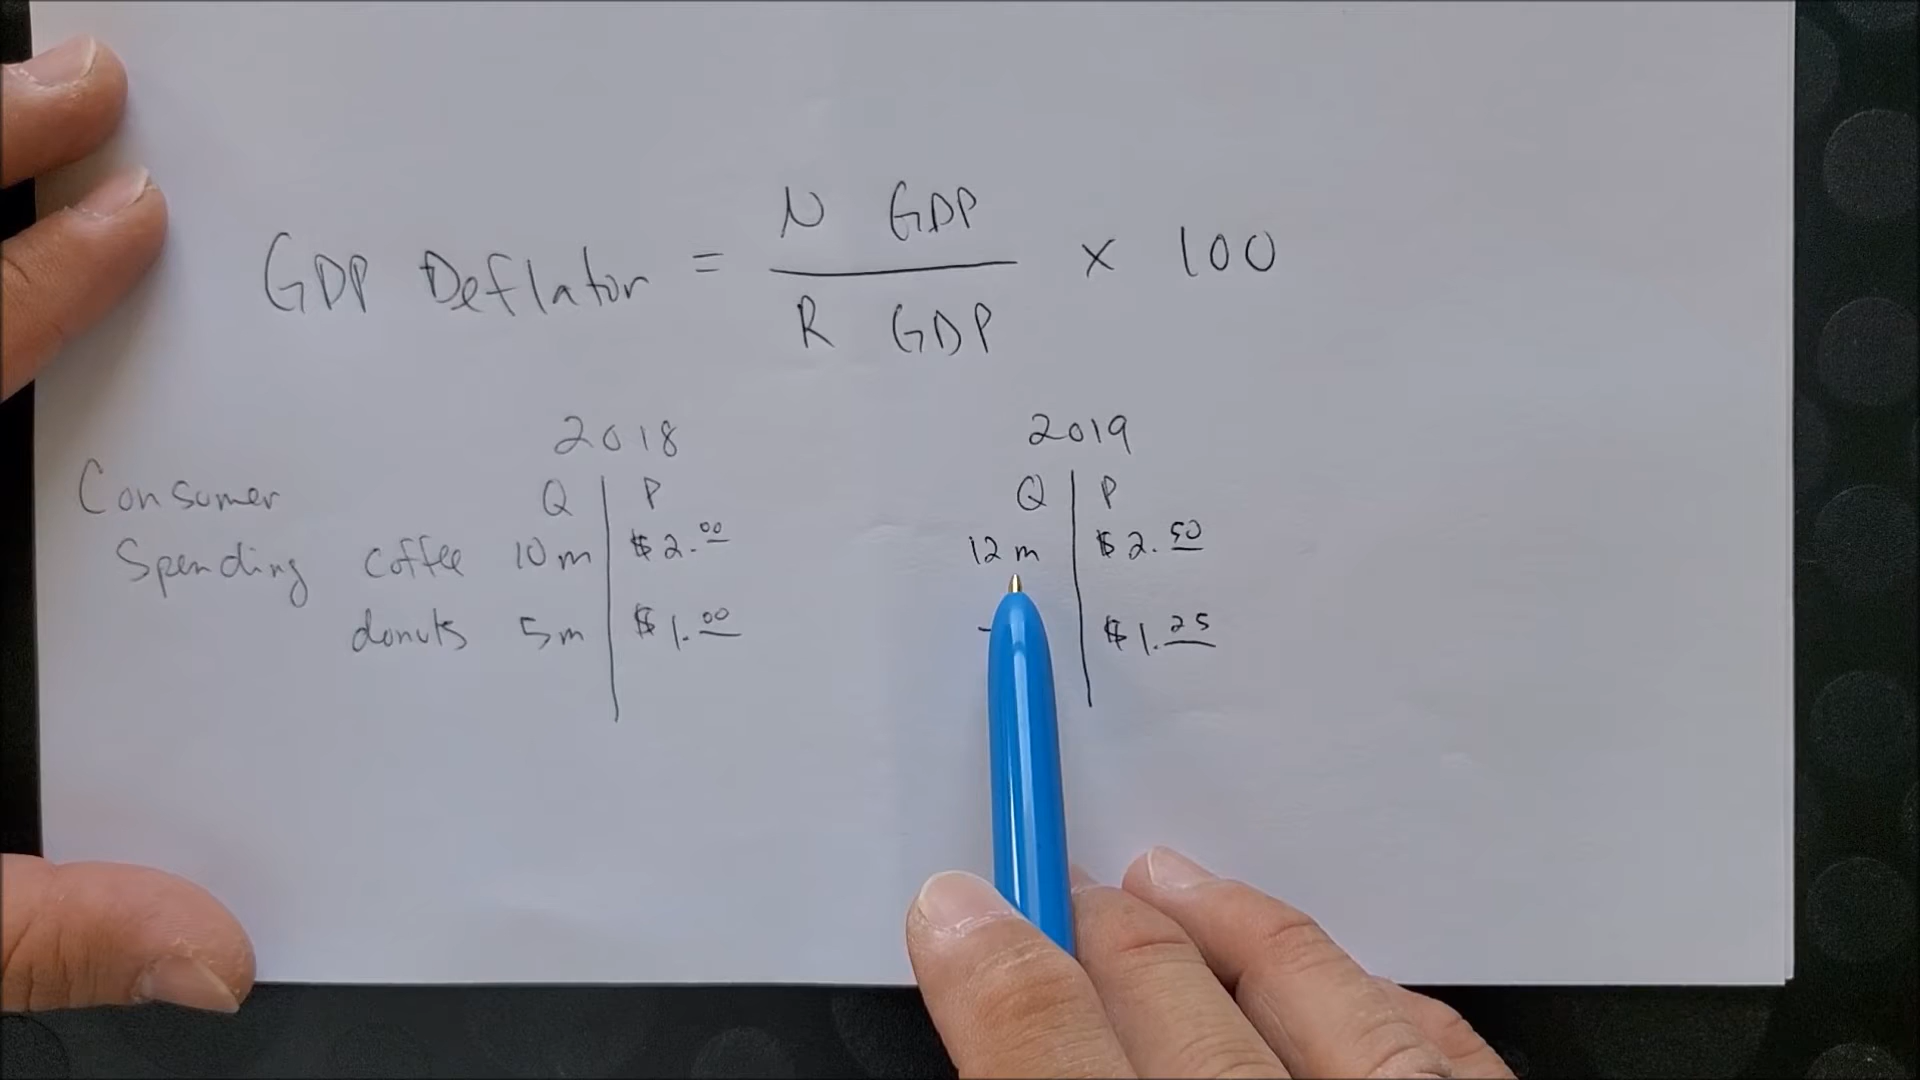 GDP Deflator = N GDP / R GDP × 100
2018 2019
Consumer Q P Q P
Spending coffee 10m $2.00 12m $2.50
donuts 5m $1.00 $1.25